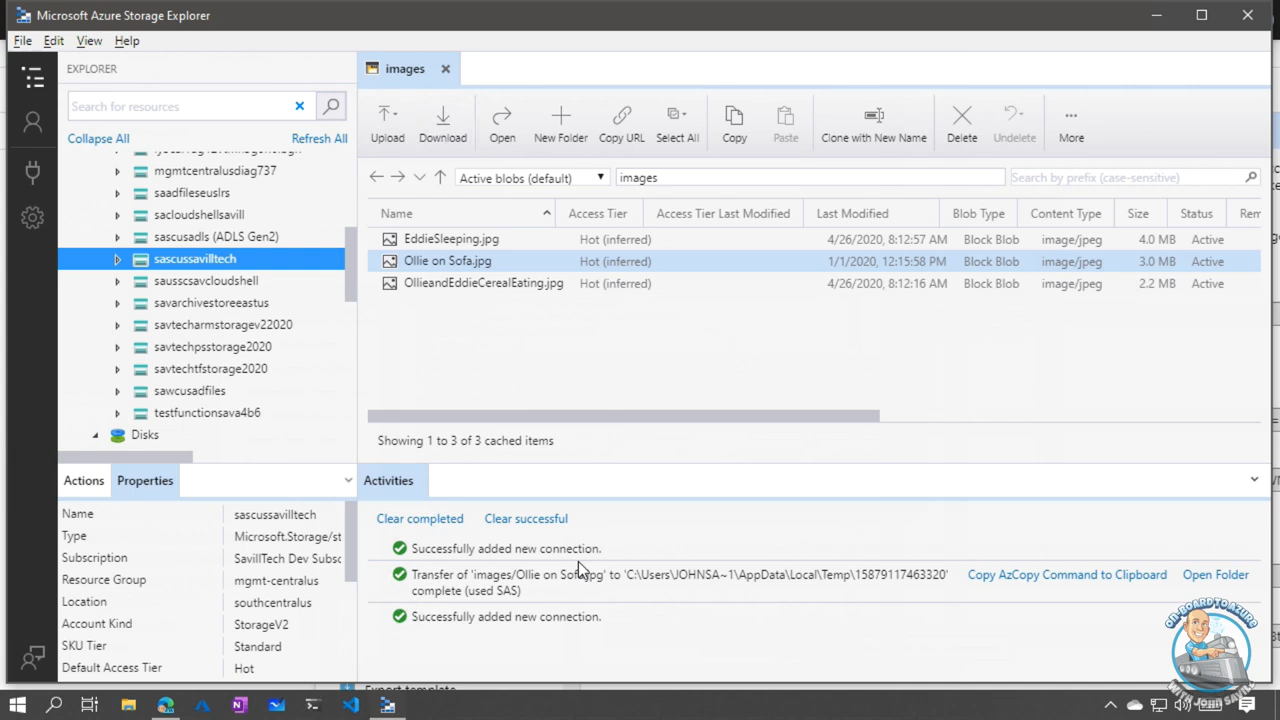 Microsoft Azure Storage Explorer
File Edit View Help
EXPLORER
Search for resources
Collapse All Refresh All
mgmtcentralusdiag737
saadfileseuslrs
sacloudshellsavill
sascusadls (ADLS Gen2)
sascussavilltech
sausscsavcloudshell
savarchivestoreeastus
savtecharmstoragev22020
savtechpsstorage2020
savtechtfstorage2020
sawcusadfiles
testfunctionsava4b6
Disks
Actions Properties
Name sascussavilltech
Type Microsoft.Storage/st
Subscription SavillTech Dev Subsc
Resource Group mgmt-centralus
Location southcentralus
Account Kind StorageV2
SKU Tier Standard
Default Access Tier Hot
images
Upload Download Open New Folder Copy URL Select All Copy Paste Clone with New Name Delete Undelete More
Active blobs (default) images Search by prefix (case-sensitive)
Name Access Tier Access Tier Last Modified Last Modified Blob Type Content Type Size Status Rem
EddieSleeping.jpg Hot (inferred) 4/26/2020, 8:12:57 AM Block Blob image/jpeg 4.0 MB Active
Ollie on Sofa.jpg Hot (inferred) 1/1/2020, 12:15:58 PM Block Blob image/jpeg 3.0 MB Active
OllieandEddieCerealEating.jpg Hot (inferred) 4/26/2020, 8:12:16 AM Block Blob image/jpeg 2.2 MB Active
Showing 1 to 3 of 3 cached items
Activities
Clear completed Clear successful
Successfully added new connection.
Transfer of 'images/Ollie on Sofa.jpg' to 'C:\Users\JOHNSA~1\AppData\Local\Temp\15879117463320' Copy AzCopy Command to Clipboard Open Folder
complete (used SAS)
Successfully added new connection.
Export template
ON-BOARD TO AZURE
WITH JOHN SAVILL